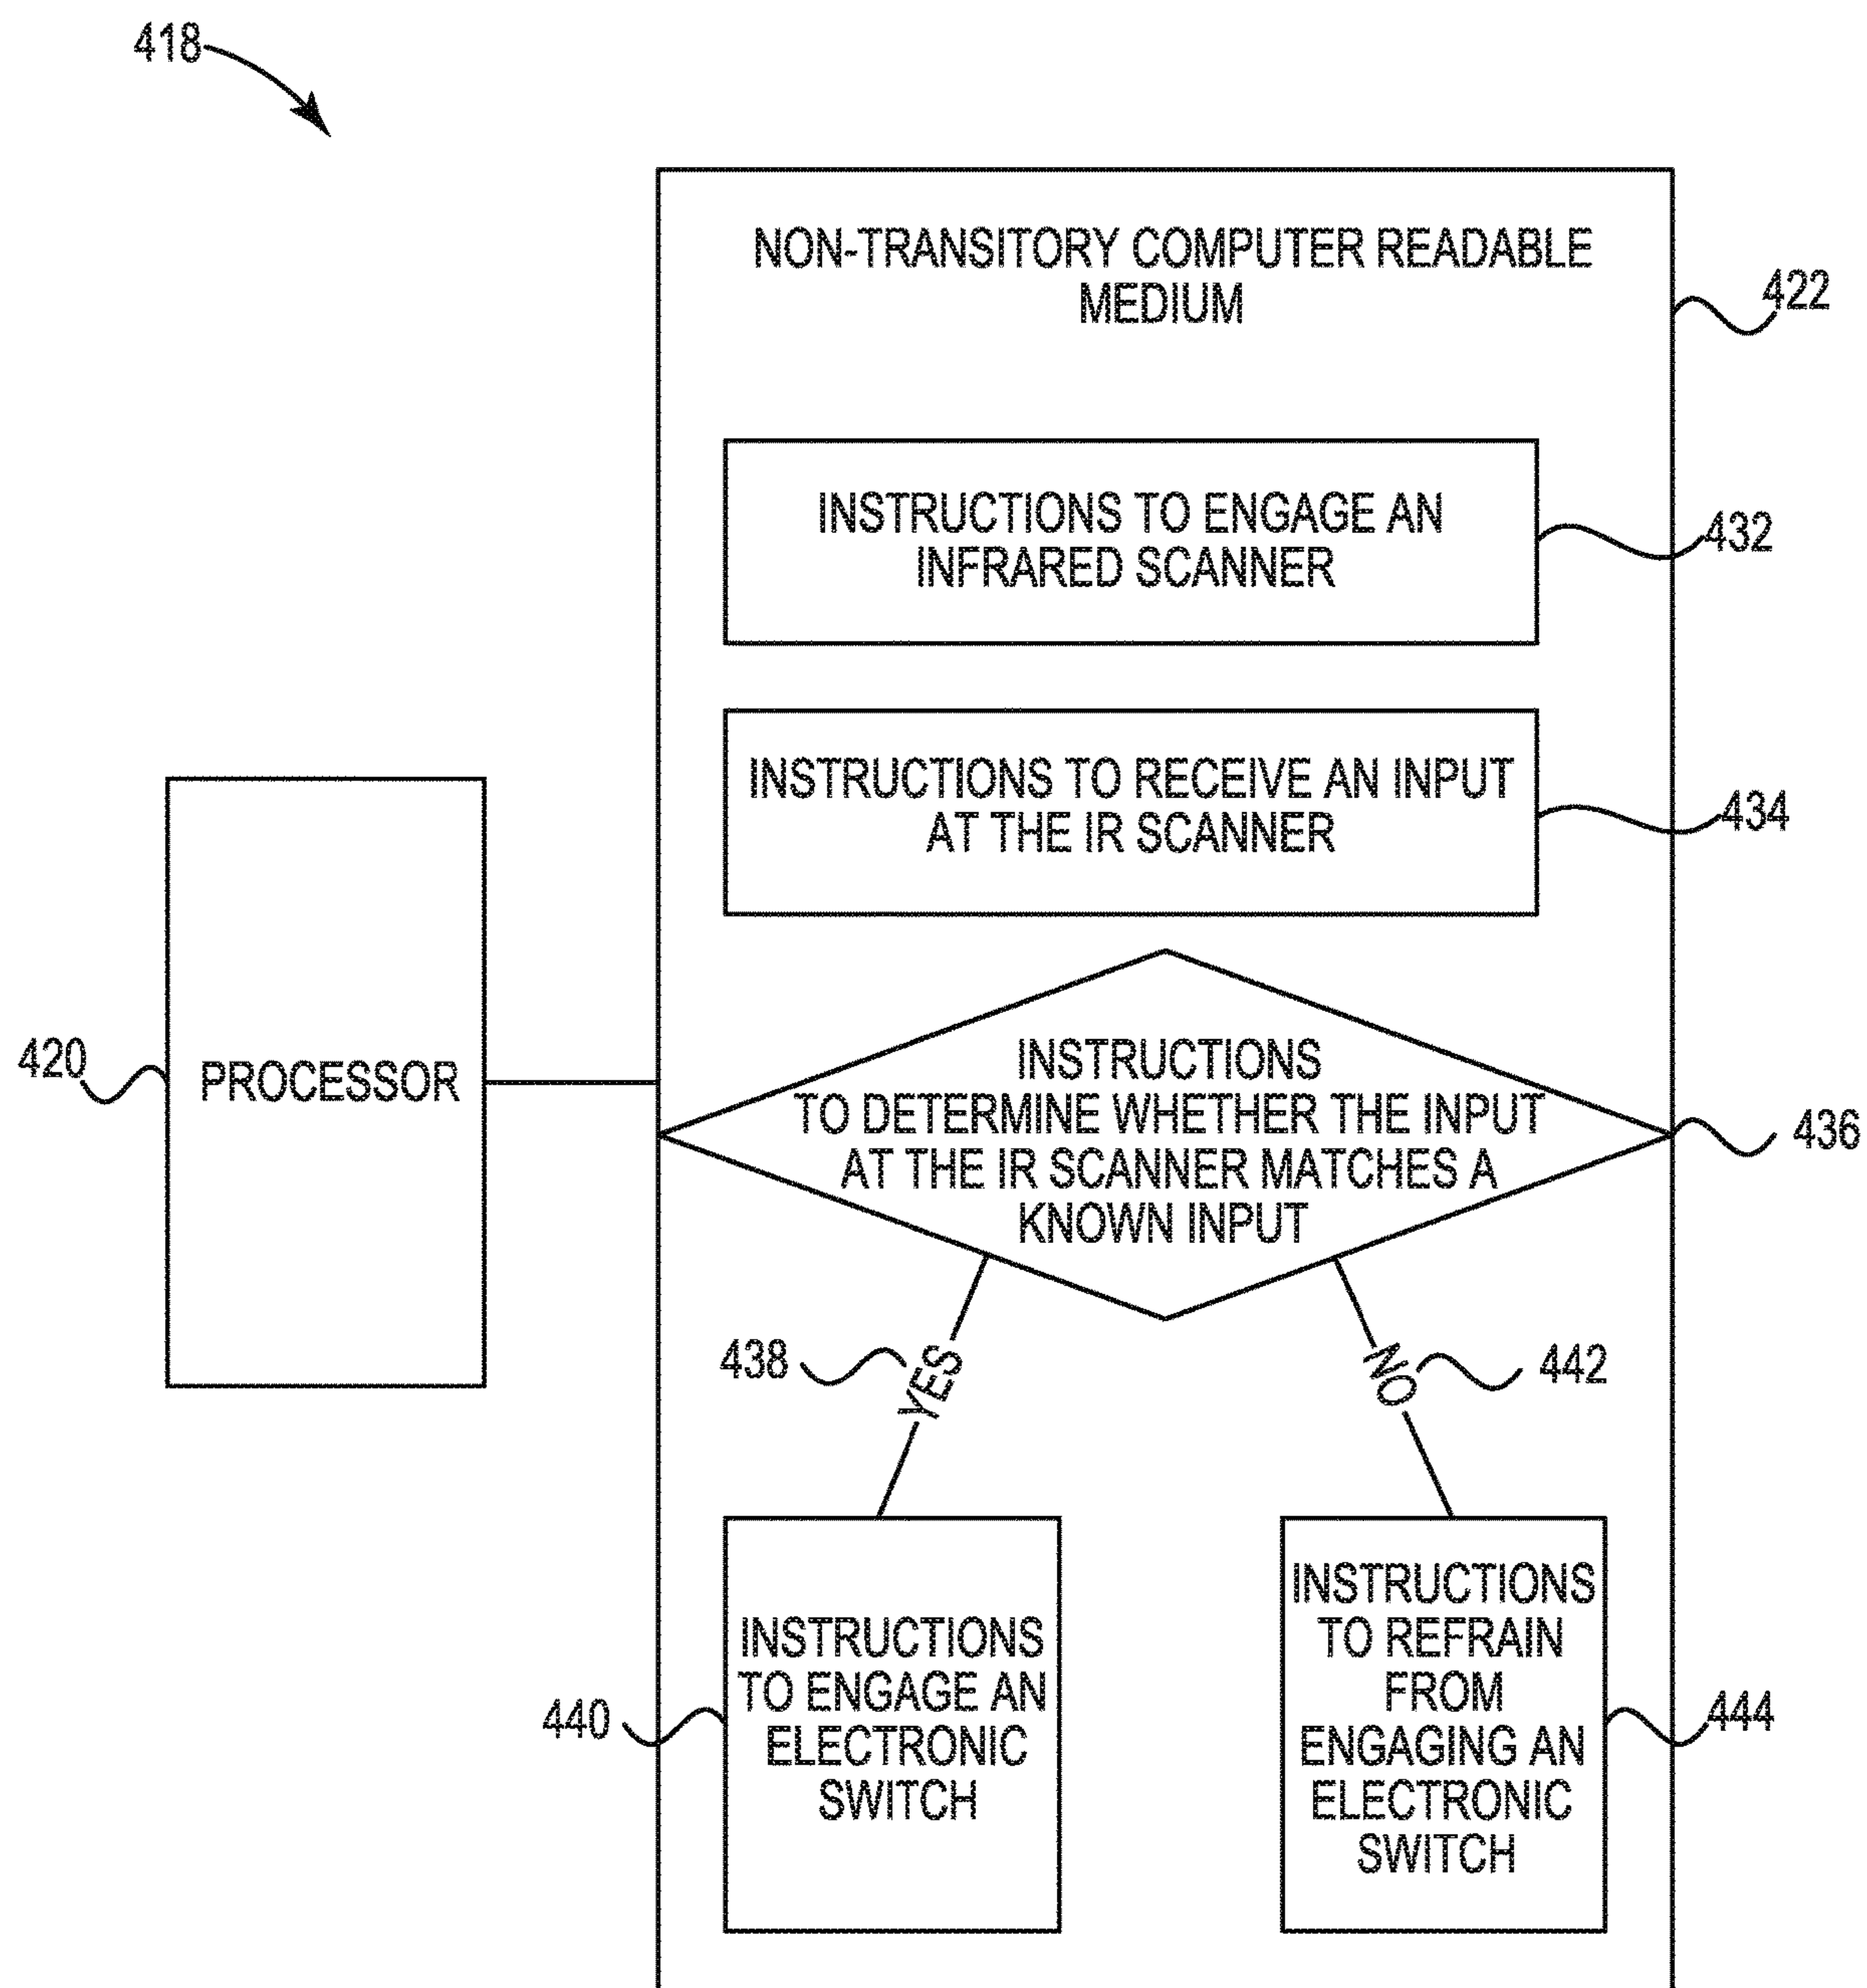 418
NON-TRANSITORY COMPUTER READABLE
MEDIUM
422
INSTRUCTIONS TO ENGAGE AN
INFRARED SCANNER
432
INSTRUCTIONS TO RECEIVE AN INPUT
AT THE IR SCANNER
434
420
PROCESSOR
INSTRUCTIONS
TO DETERMINE WHETHER THE INPUT
AT THE IR SCANNER MATCHES A
KNOWN INPUT
436
438
YES
NO
442
440
INSTRUCTIONS
TO ENGAGE AN
ELECTRONIC
SWITCH
INSTRUCTIONS
TO REFRAIN
FROM
ENGAGING AN
ELECTRONIC
SWITCH
444